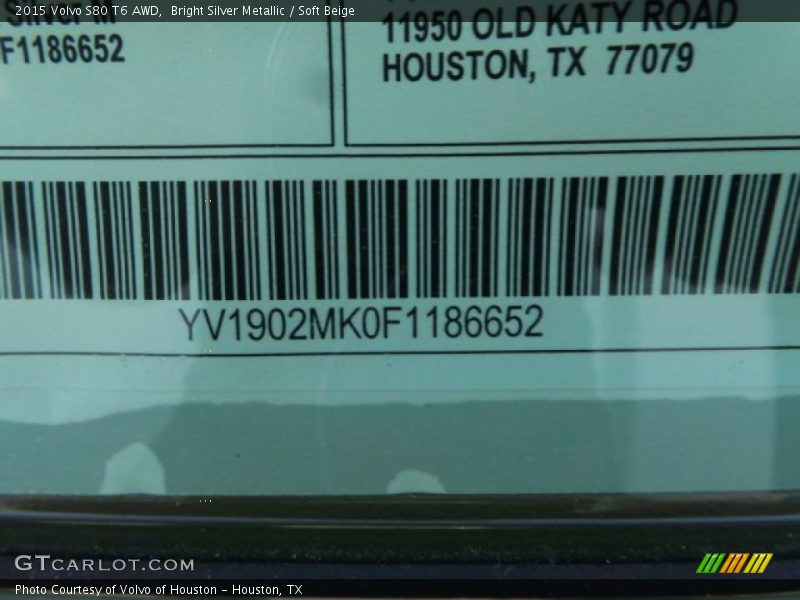 2015 Volvo S80 T6 AWD, Bright Silver Metallic / Soft Beige
Silver M
F1186652
11950 OLD KATY ROAD
HOUSTON, TX 77079
YV1902MK0F1186652
GTCARLOT.COM
Photo Courtesy of Volvo of Houston - Houston, TX